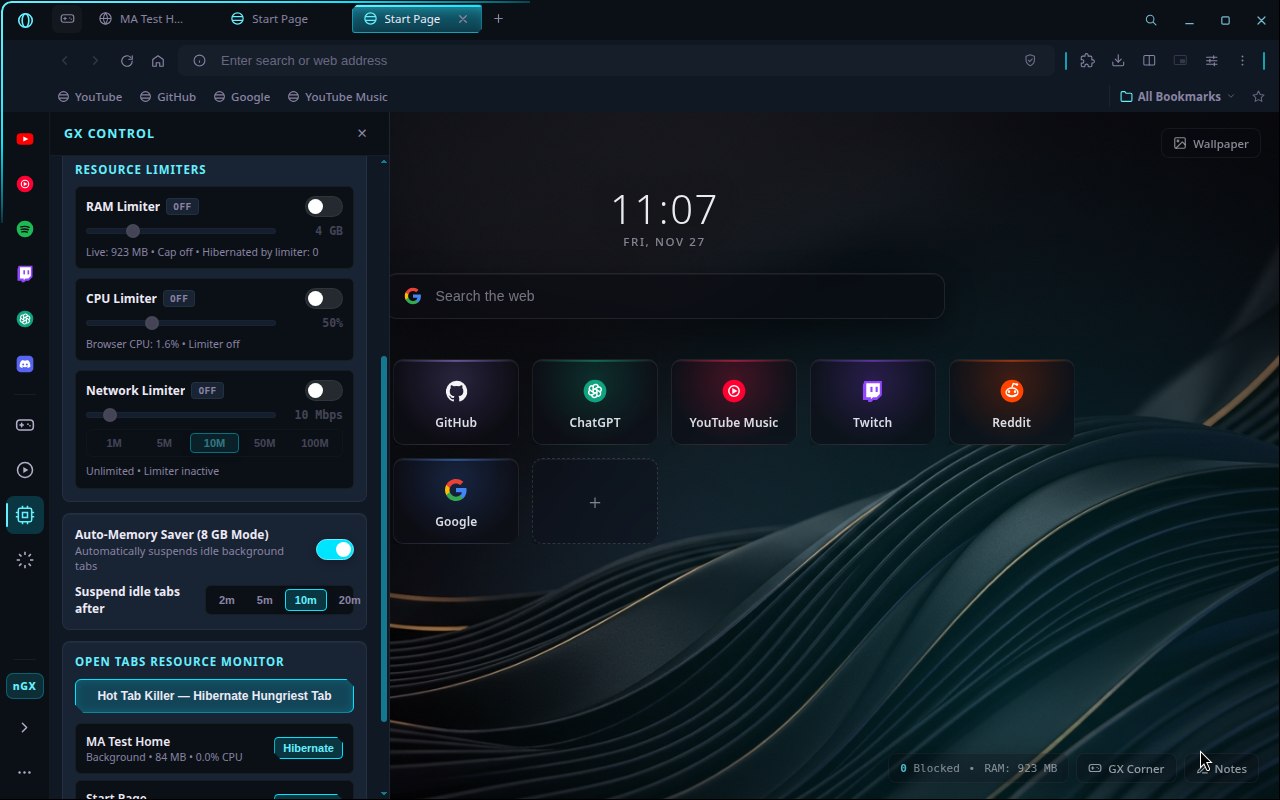 MA Test H...
Start Page
Start Page
Enter search or web address
YouTube
GitHub
Google
YouTube Music
All Bookmarks
GX CONTROL
Wallpaper
RESOURCE LIMITERS
RAM Limiter OFF
4 GB
Live: 923 MB • Cap off • Hibernated by limiter: 0
CPU Limiter OFF
50%
Browser CPU: 1.6% • Limiter off
Network Limiter OFF
10 Mbps
1M 5M 10M 50M 100M
Unlimited • Limiter inactive
Auto-Memory Saver (8 GB Mode)
Automatically suspends idle background
tabs
Suspend idle tabs
after
2m 5m 10m 20m
OPEN TABS RESOURCE MONITOR
Hot Tab Killer — Hibernate Hungriest Tab
MA Test Home
Background • 84 MB • 0.0% CPU
Hibernate
Start Page
nGX
11:07
FRI, NOV 27
Search the web
GitHub
ChatGPT
YouTube Music
Twitch
Reddit
Google
0 Blocked • RAM: 923 MB
GX Corner
Notes